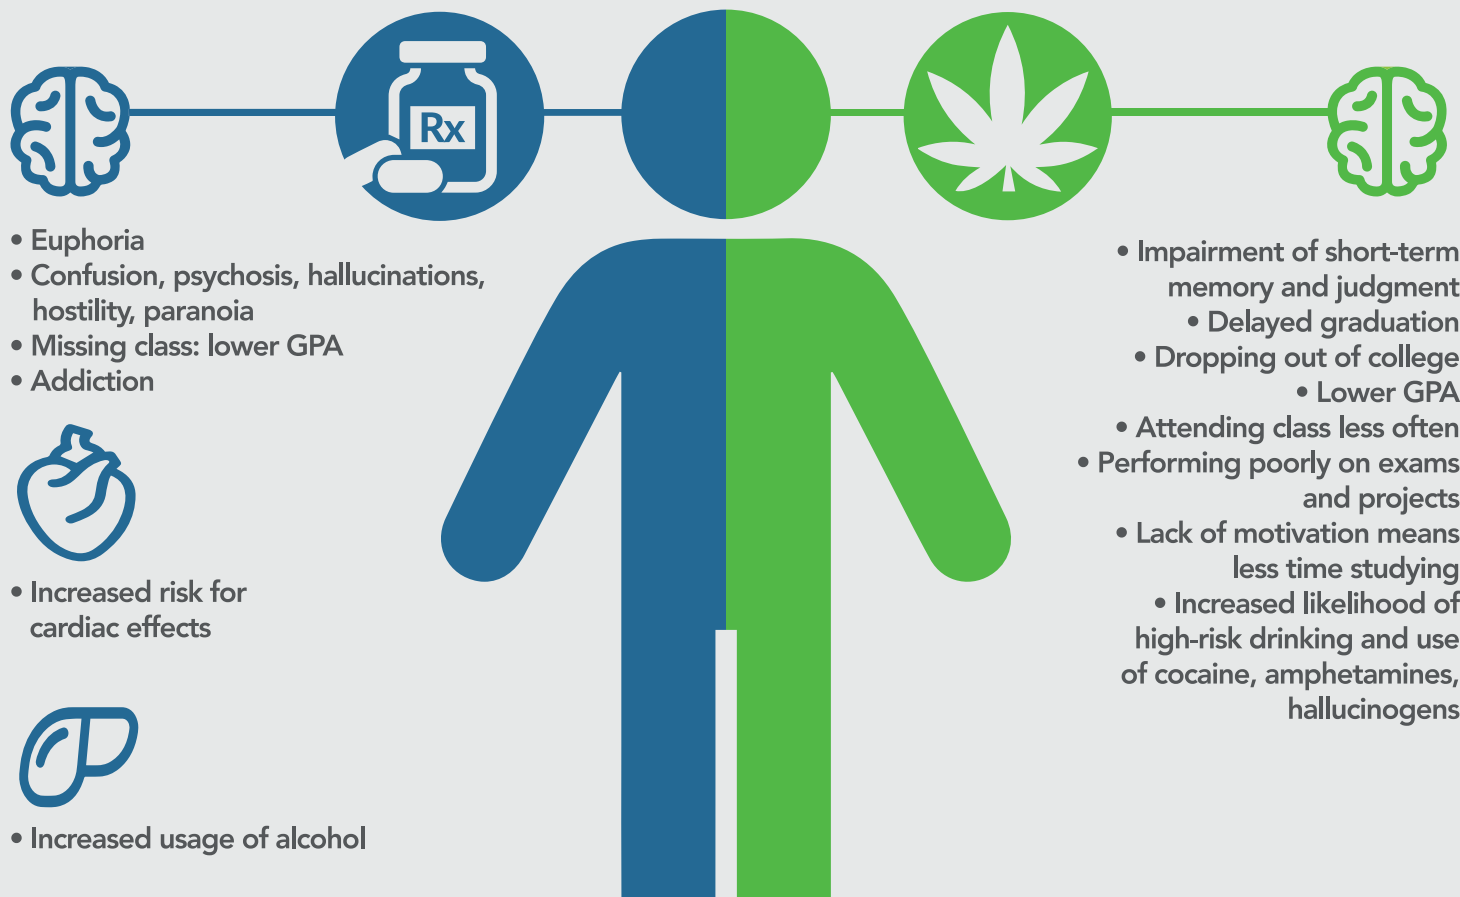 Rx
• Euphoria
• Confusion, psychosis, hallucinations,
hostility, paranoia
• Missing class: lower GPA
• Addiction
• Increased risk for
cardiac effects
• Increased usage of alcohol
• Impairment of short-term
memory and judgment
• Delayed graduation
• Dropping out of college
• Lower GPA
• Attending class less often
• Performing poorly on exams
and projects
• Lack of motivation means
less time studying
• Increased likelihood of
high-risk drinking and use
of cocaine, amphetamines,
hallucinogens